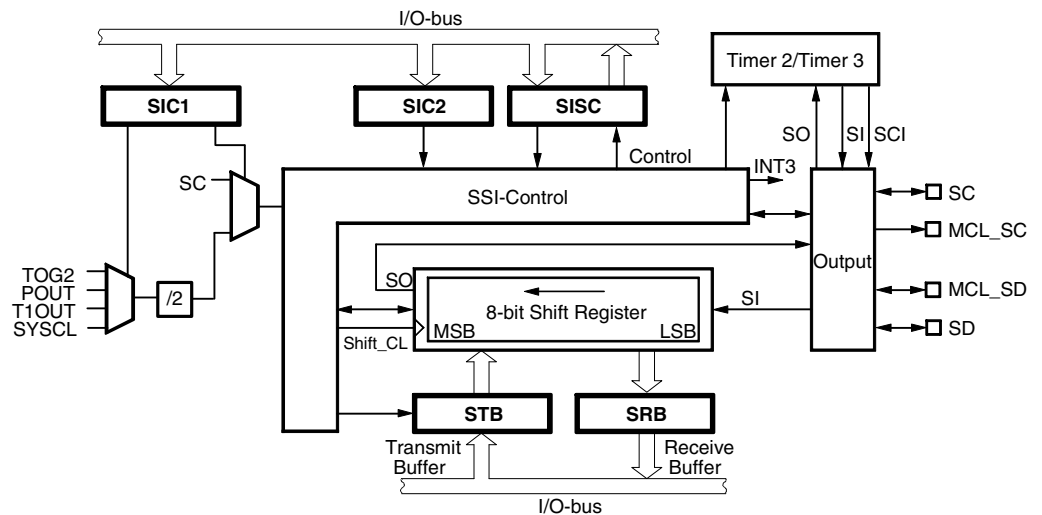 I/O-bus
Timer 2/Timer 3
SIC1
SIC2
SISC
SO
SI
SCI
Control
INT3
SC
SSI-Control
SC
MCL_SC
Output
TOG2
POUT
T1OUT
SYSCL
/2
SO
8-bit Shift Register
MSB
LSB
SI
MCL_SD
SD
Shift_CL
STB
SRB
Transmit
Buffer
Receive
Buffer
I/O-bus